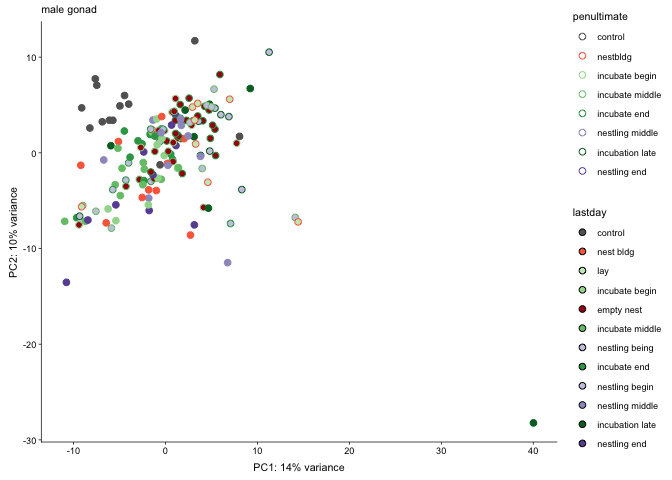 male gonad
PC2: 10% variance
10
0
-10
-20
-30
-10
0
10
20
30
40
PC1: 14% variance
penultimate
control
nestbldg
incubate begin
incubate middle
incubate end
nestling middle
incubation late
nestling end
lastday
control
nest bldg
lay
incubate begin
empty nest
incubate middle
nestling being
incubate end
nestling begin
nestling middle
incubation late
nestling end